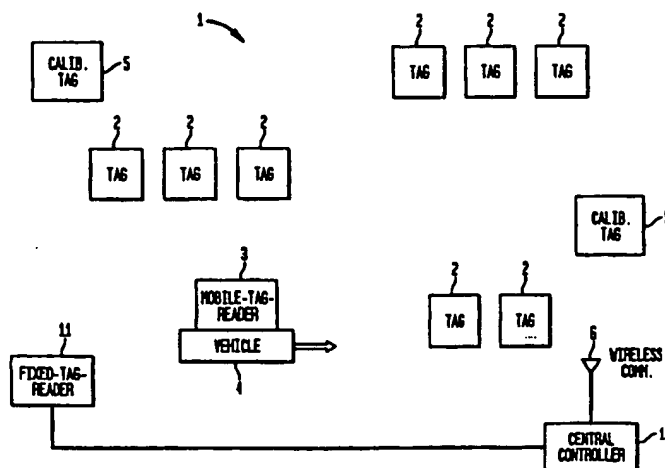 1
2 2 2
CALIB.
TAG
5
TAG TAG TAG
2 2 2
TAG TAG TAG
CALIB.
TAG
3
MOBILE-TAG-
READER
2 2
TAG TAG
....
VEHICLE
4
11
FIXED-TAG-
READER
6
WIRELESS
COMM.
CENTRAL
CONTROLLER